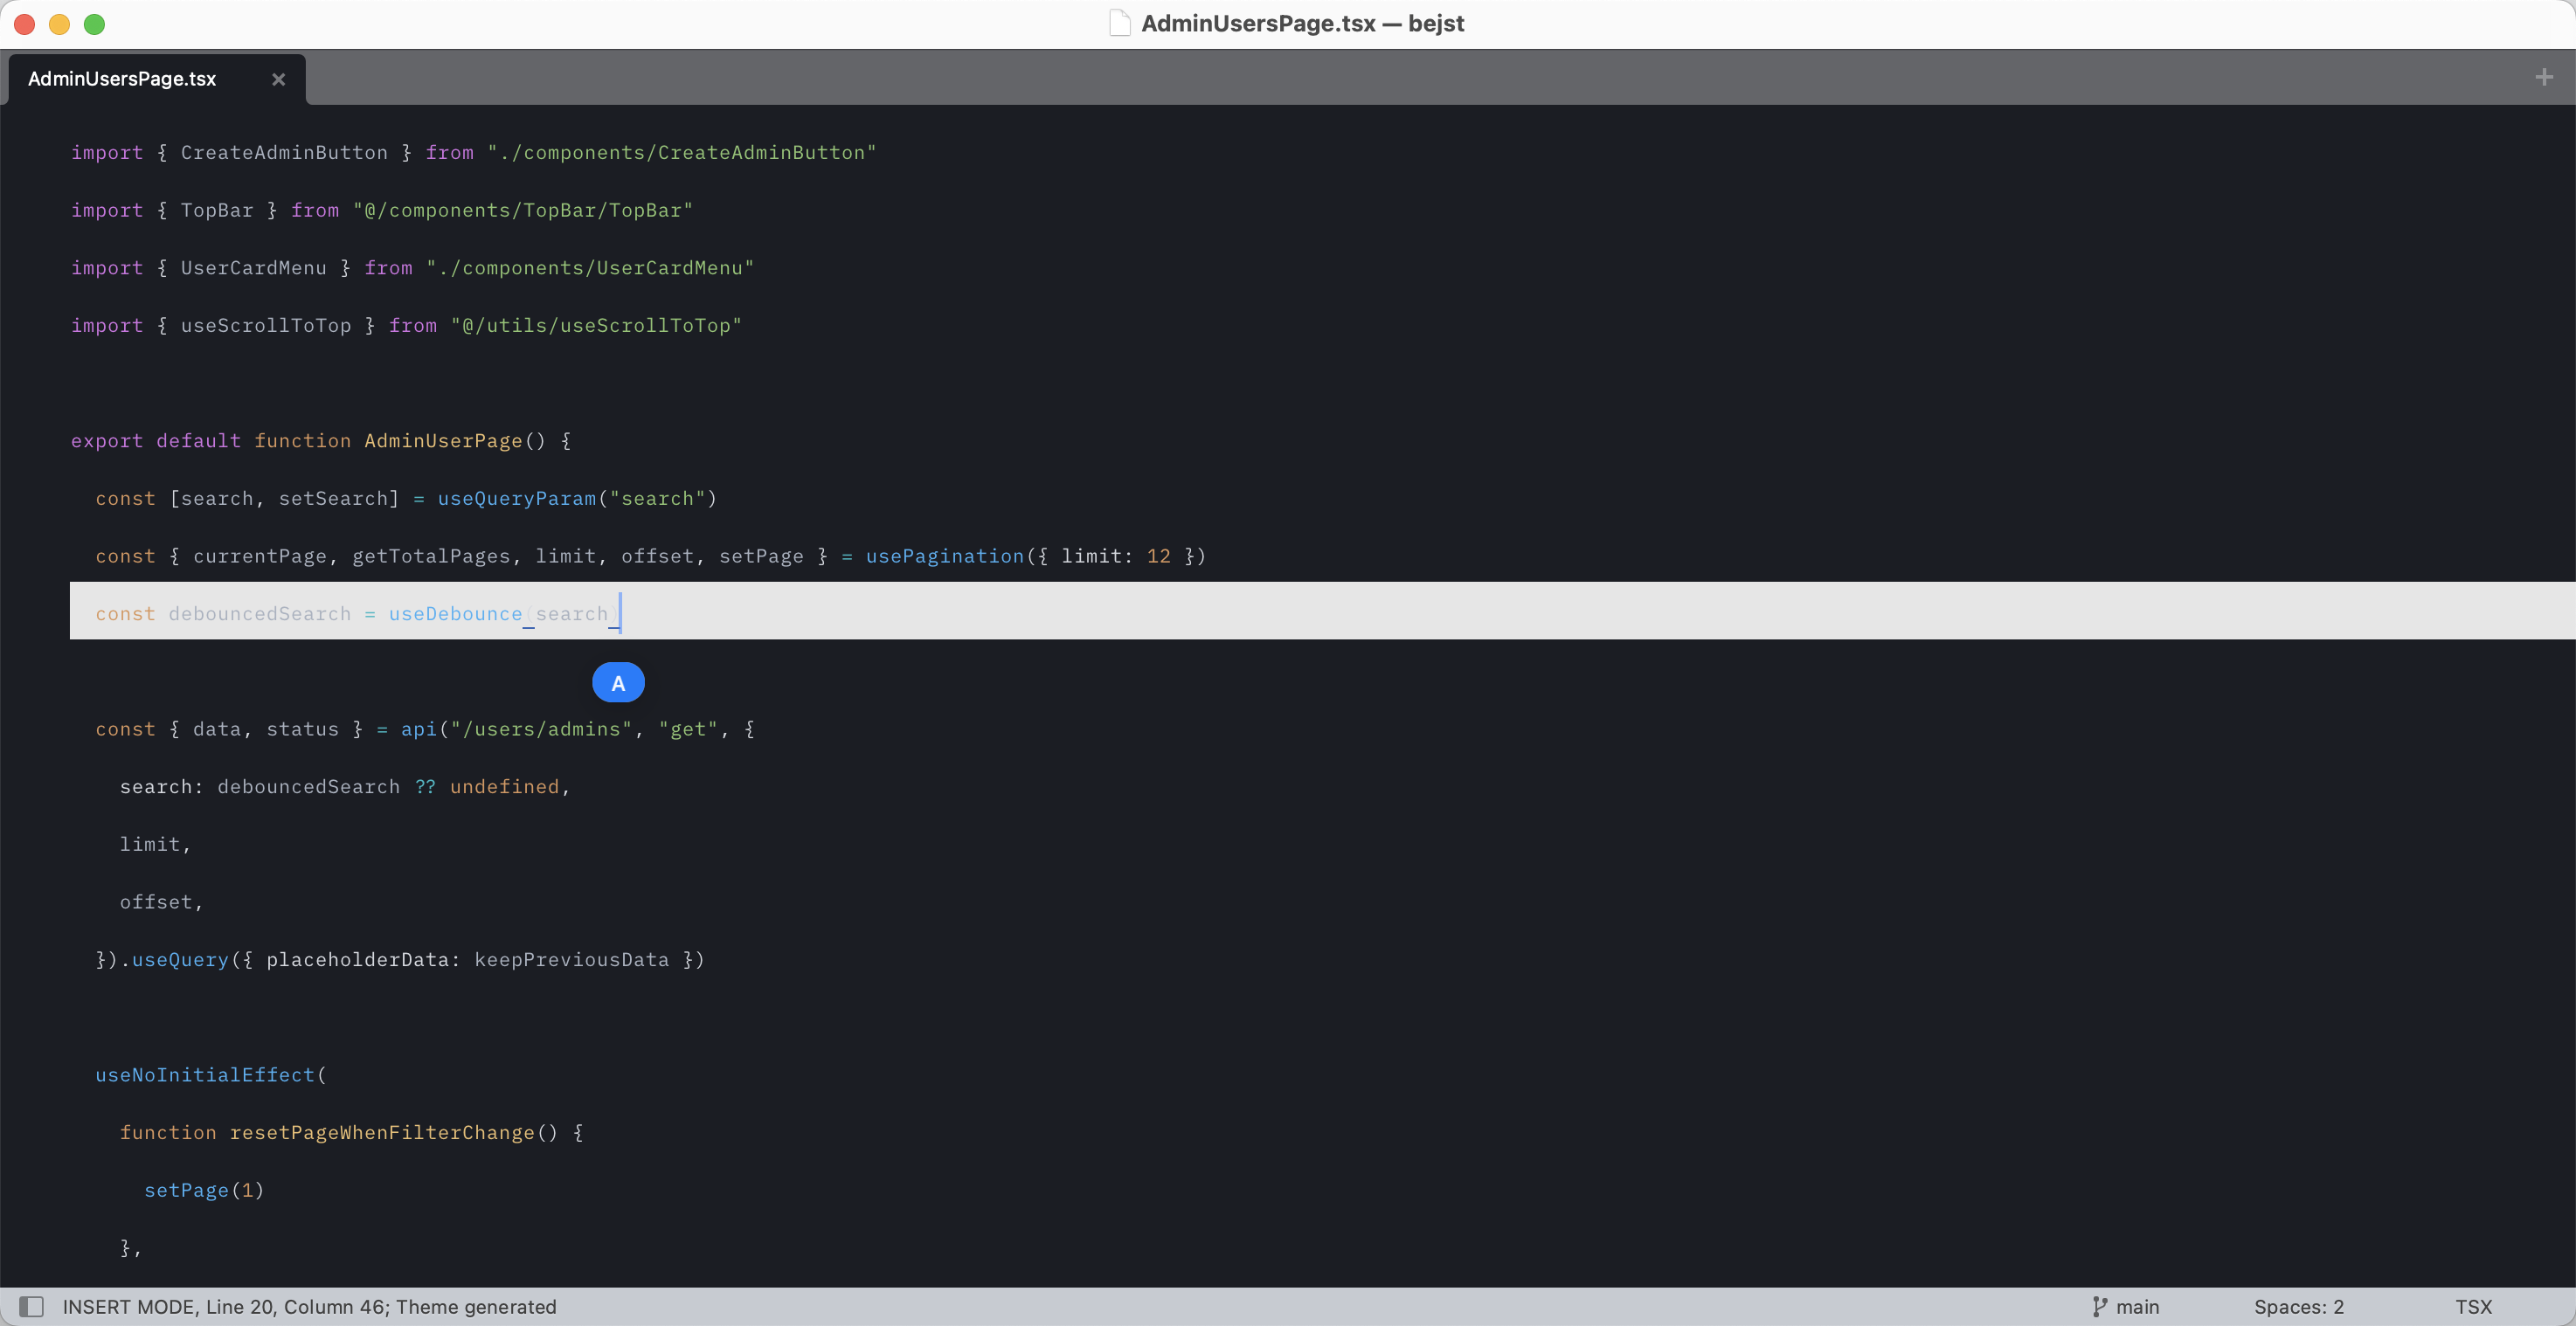 AdminUsersPage.tsx — bejst
AdminUsersPage.tsx
import { CreateAdminButton } from "./components/CreateAdminButton"
import { TopBar } from "@/components/TopBar/TopBar"
import { UserCardMenu } from "./components/UserCardMenu"
import { useScrollToTop } from "@/utils/useScrollToTop"
export default function AdminUserPage() {
const [search, setSearch] = useQueryParam("search")
const { currentPage, getTotalPages, limit, offset, setPage } = usePagination({ limit: 12 })
const debouncedSearch = useDebounce(search)
A
const { data, status } = api("/users/admins", "get", {
search: debouncedSearch ?? undefined,
limit,
offset,
}).useQuery({ placeholderData: keepPreviousData })
useNoInitialEffect(
function resetPageWhenFilterChange() {
setPage(1)
},
INSERT MODE, Line 20, Column 46; Theme generated
main
Spaces: 2
TSX